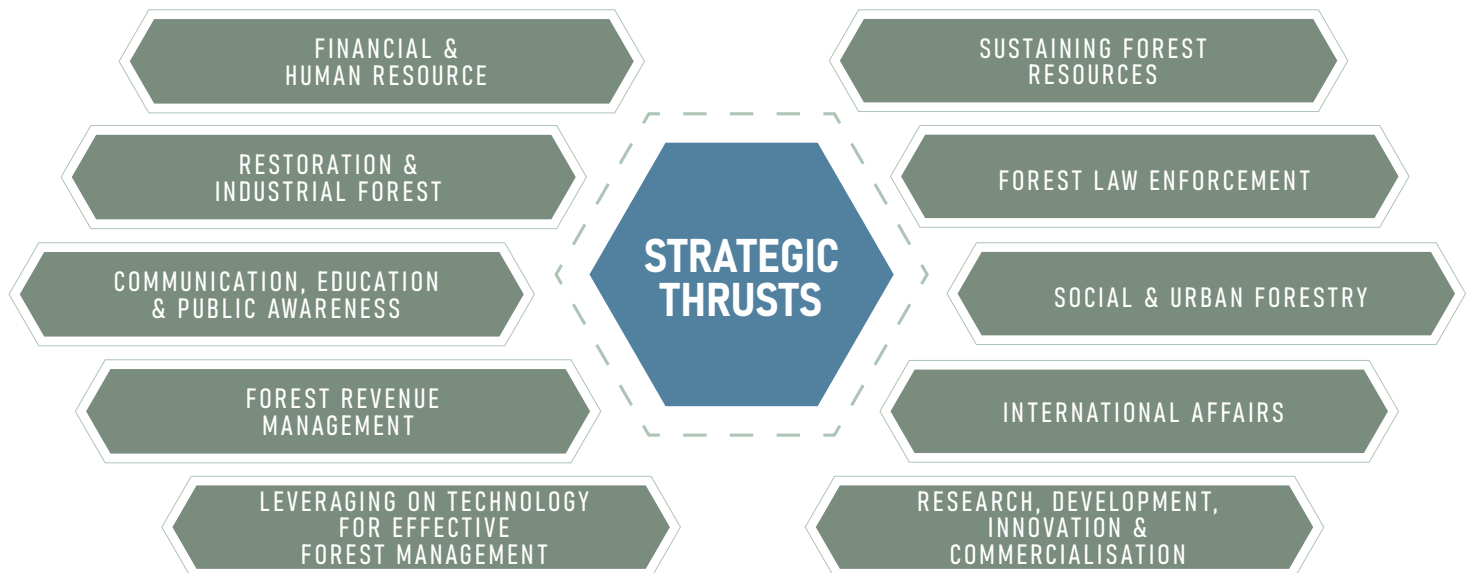 FINANCIAL &
HUMAN RESOURCE
RESTORATION &
INDUSTRIAL FOREST
COMMUNICATION, EDUCATION
& PUBLIC AWARENESS
FOREST REVENUE
MANAGEMENT
LEVERAGING ON TECHNOLOGY
FOR EFFECTIVE
FOREST MANAGEMENT
STRATEGIC
THRUSTS
SUSTAINING FOREST
RESOURCES
FOREST LAW ENFORCEMENT
SOCIAL & URBAN FORESTRY
INTERNATIONAL AFFAIRS
RESEARCH, DEVELOPMENT,
INNOVATION &
COMMERCIALISATION